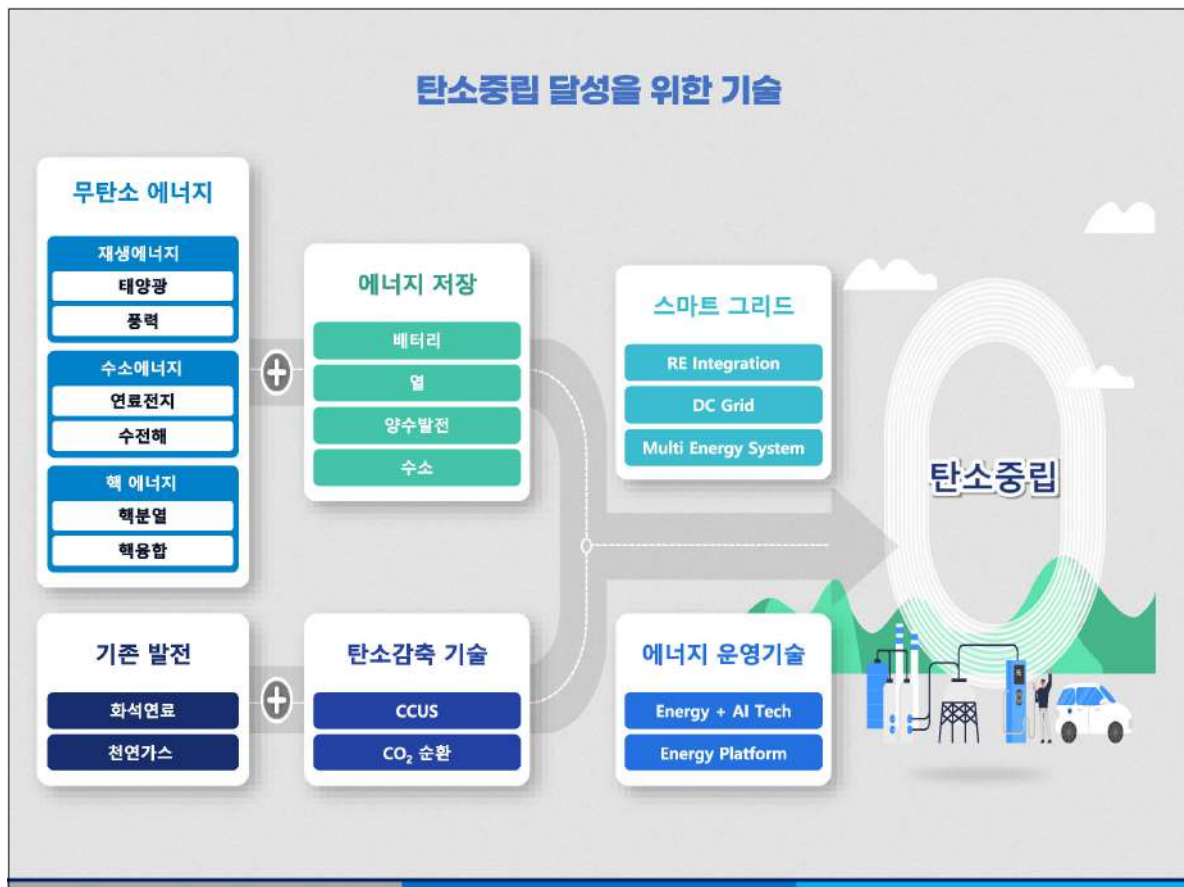 탄소중립 달성을 위한 기술
무탄소 에너지
재생에너지
태양광
풍력
수소에너지
연료전지
수전해
핵 에너지
핵분열
핵융합
에너지 저장
배터리
열
양수발전
수소
스마트 그리드
RE Integration
DC Grid
Multi Energy System
탄소중립
기존 발전
화석연료
천연가스
탄소감축 기술
CCUS
CO₂ 순환
에너지 운영기술
Energy + AI Tech
Energy Platform